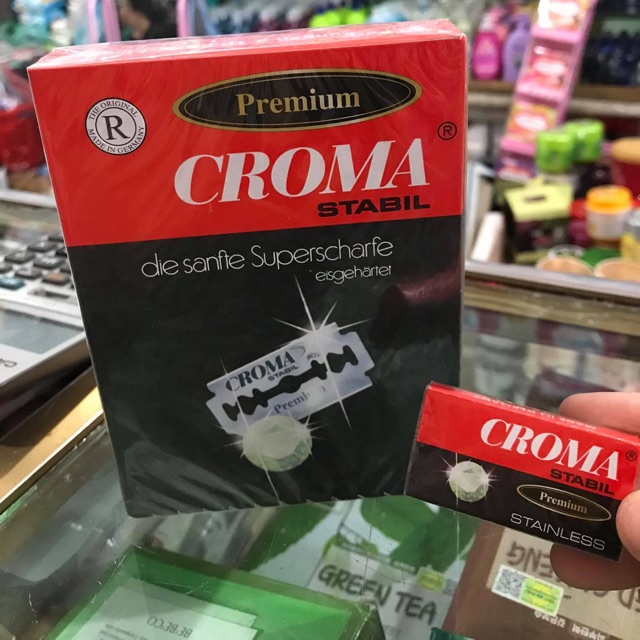 THE ORIGINAL
R
MADE IN GERMANY
Premium
CROMA®
STABIL
die sanfte Superscharfe
eisgehärtet
CROMA
STABIL
Premium
CROMA®
STABIL
Premium
STAINLESS
GREEN TEA
BEBECO